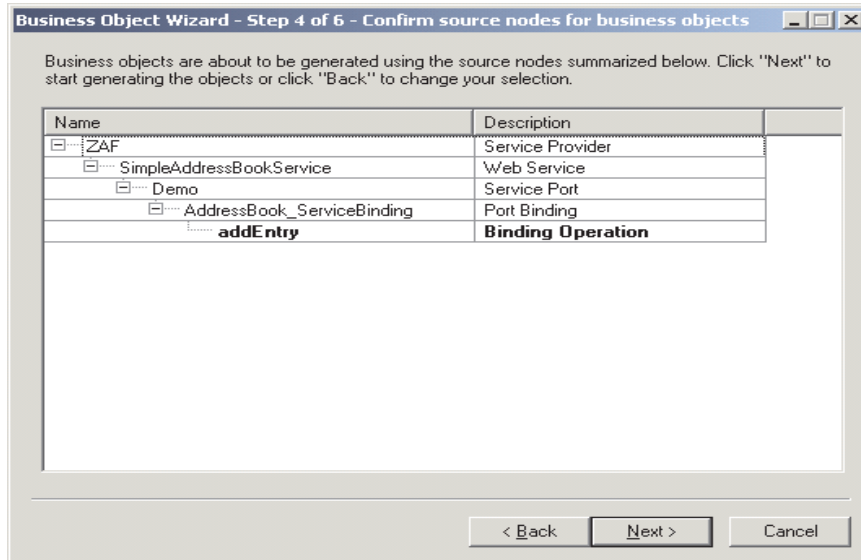 Business Object Wizard - Step 4 of 6 - Confirm source nodes for business objects
Business objects are about to be generated using the source nodes summarized below. Click "Next" to
start generating the objects or click "Back" to change your selection.
Name Description
ZAF Service Provider
SimpleAddressBookService Web Service
Demo Service Port
AddressBook_ServiceBinding Port Binding
addEntry Binding Operation
< Back Next > Cancel